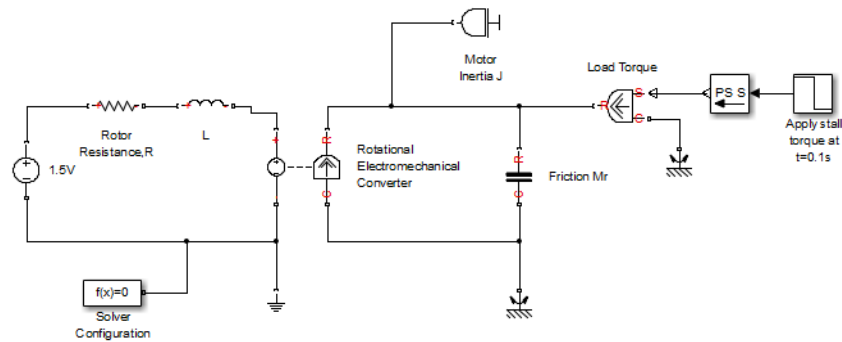 Motor
Inertia J
Load Torque
S
R
C
PS S
Apply stall
torque at
t=0.1s
Rotor
Resistance,R
L
1.5V
+
-
R
C
Rotational
Electromechanical
Converter
R
C
Friction Mr
f(x)=0
Solver
Configuration